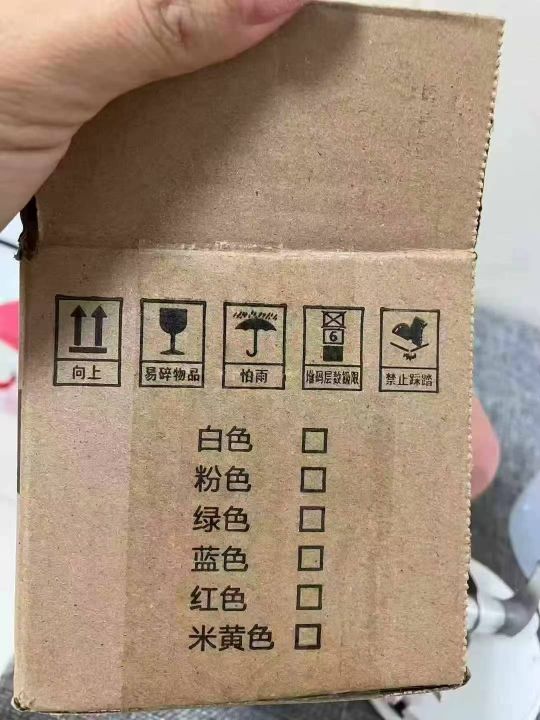 向上 易碎物品 怕雨 6 堆码层数极限 禁止踩踏
白色 □
粉色 □
绿色 □
蓝色 □
红色 □
米黄色 □